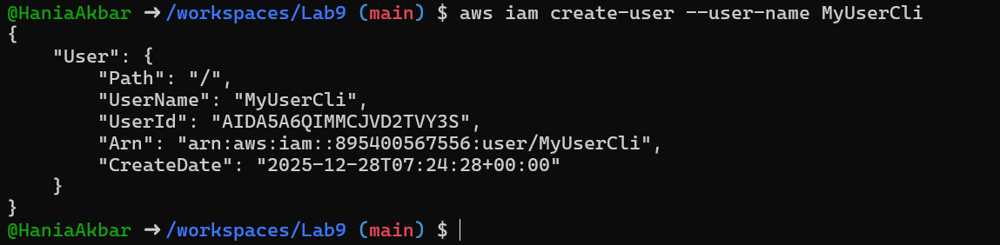 @HaniaAkbar ➜ /workspaces/Lab9 (main) $ aws iam create-user --user-name MyUserCli
{
    "User": {
        "Path": "/",
        "UserName": "MyUserCli",
        "UserId": "AIDA5A6QIMMCJVD2TVY3S",
        "Arn": "arn:aws:iam::895400567556:user/MyUserCli",
        "CreateDate": "2025-12-28T07:24:28+00:00"
    }
}
@HaniaAkbar ➜ /workspaces/Lab9 (main) $